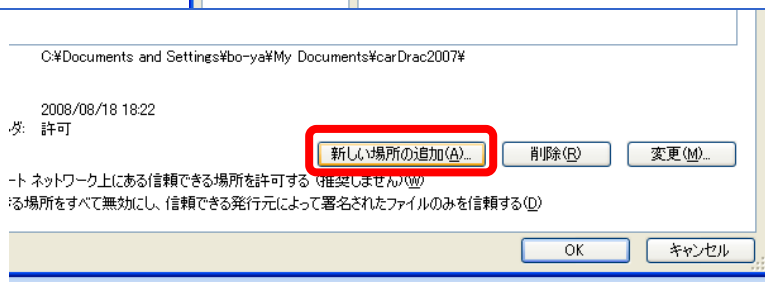 C:¥Documents and Settings¥bo-ya¥My Documents¥carDrac2007¥
2008/08/18 18:22
ダ: 許可
新しい場所の追加(A)... 削除(R) 変更(M)...
ート ネットワーク上にある信頼できる場所を許可する (推奨しません)(W)
る場所をすべて無効にし、信頼できる発行元によって署名されたファイルのみを信頼する(D)
OK キャンセル